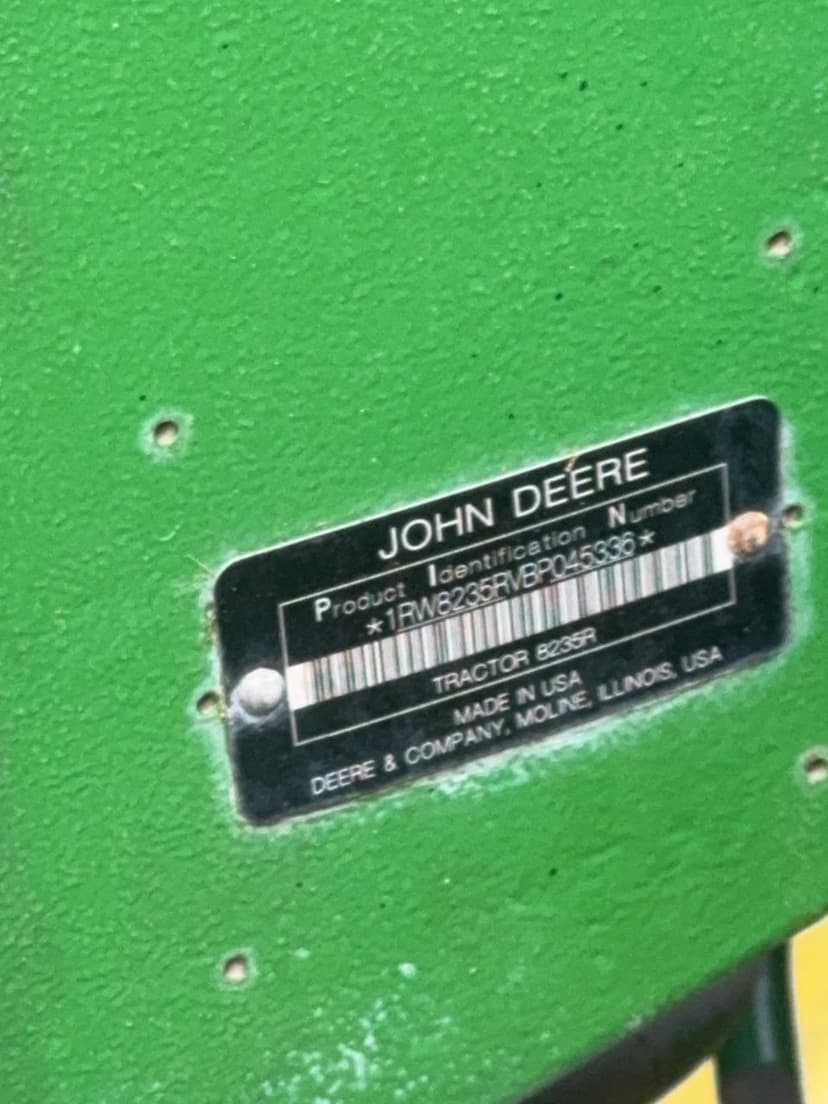 JOHN DEERE
Product Identification Number
*1RW8235RVBP045336*
TRACTOR 8235R
MADE IN USA
DEERE & COMPANY, MOLINE, ILLINOIS, USA